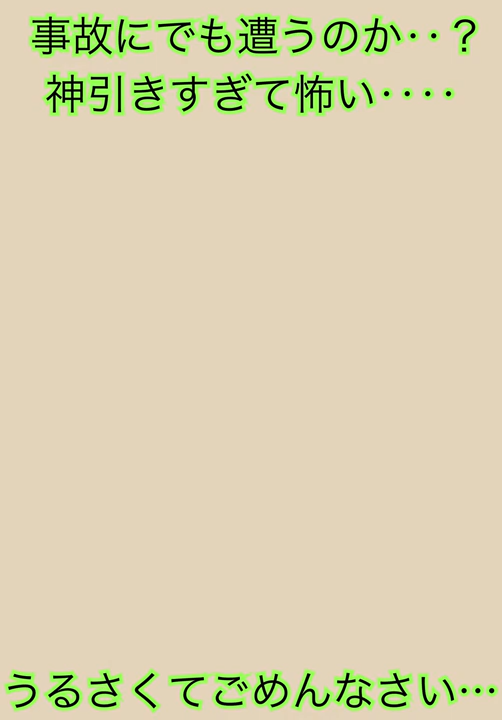 事故にでも遭うのか‥？
神引きすぎて怖い‥‥
うるさくてごめんなさい…